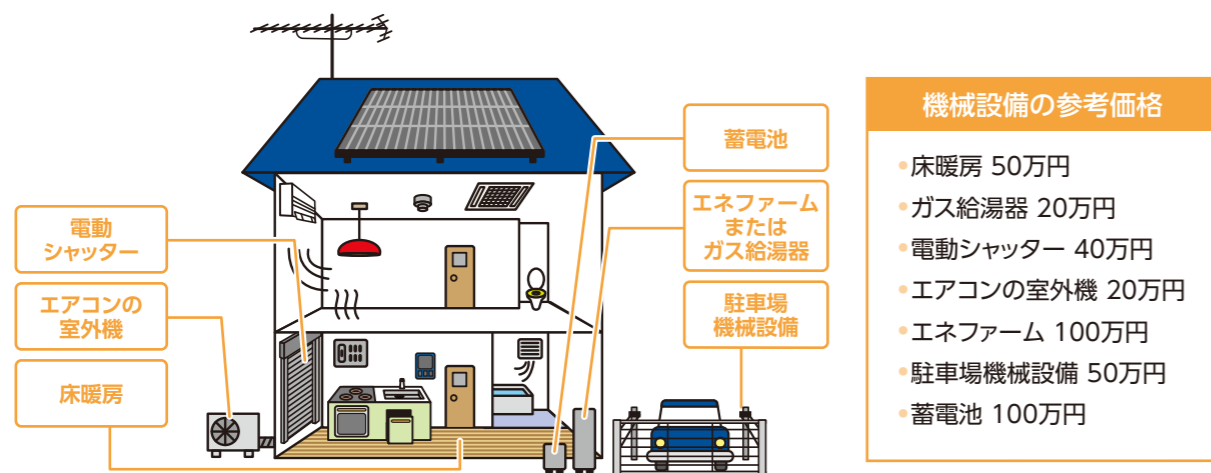 電動
シャッター
エアコンの
室外機
床暖房
蓄電池
エネファーム
または
ガス給湯器
駐車場
機械設備
機械設備の参考価格
•床暖房 50万円
•ガス給湯器 20万円
•電動シャッター 40万円
•エアコンの室外機 20万円
•エネファーム 100万円
•駐車場機械設備 50万円
•蓄電池 100万円